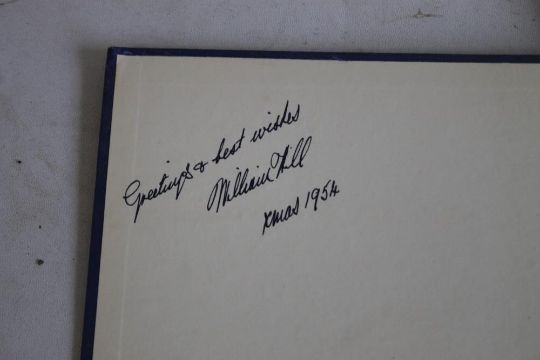 Greetings & best wishes
William Hill
Xmas 1954